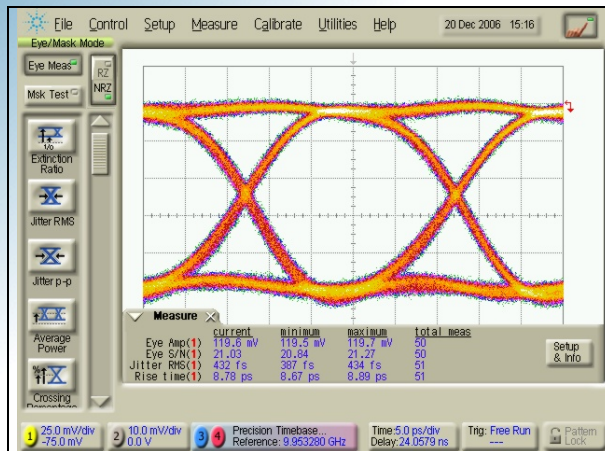 File Control Setup Measure Calibrate Utilities Help 20 Dec 2006 15:16
Eye/Mask Mode
Eye Meas
Msk Test
RZ
NRZ
1/0
Extinction
Ratio
Jitter RMS
Jitter p-p
Average
Power
%
Crossing
Measure
current minimum maximum total meas
Eye Amp(1) 119.6 mV 119.5 mV 119.7 mV 50
Eye S/N(1) 21.03 20.84 21.27 50
Jitter RMS(1) 432 fs 387 fs 434 fs 51
Rise time(1) 8.78 ps 8.67 ps 8.89 ps 51
Setup
& Info
1 25.0 mV/div
-75.0 mV
2 10.0 mV/div
0.0 V
3 4 Precision Timebase...
Reference: 9.953280 GHz
Time:5.0 ps/div
Delay:24.0579 ns
Trig: Free Run
---
Pattern
Lock